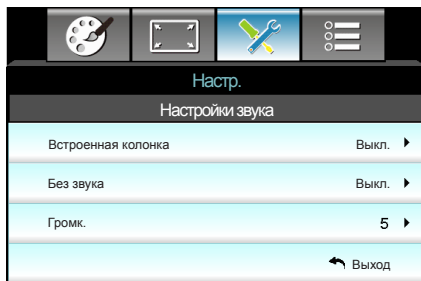 Настр.
Настройки звука
Встроенная колонка Выкл.
Без звука Выкл.
Громк. 5
Выход